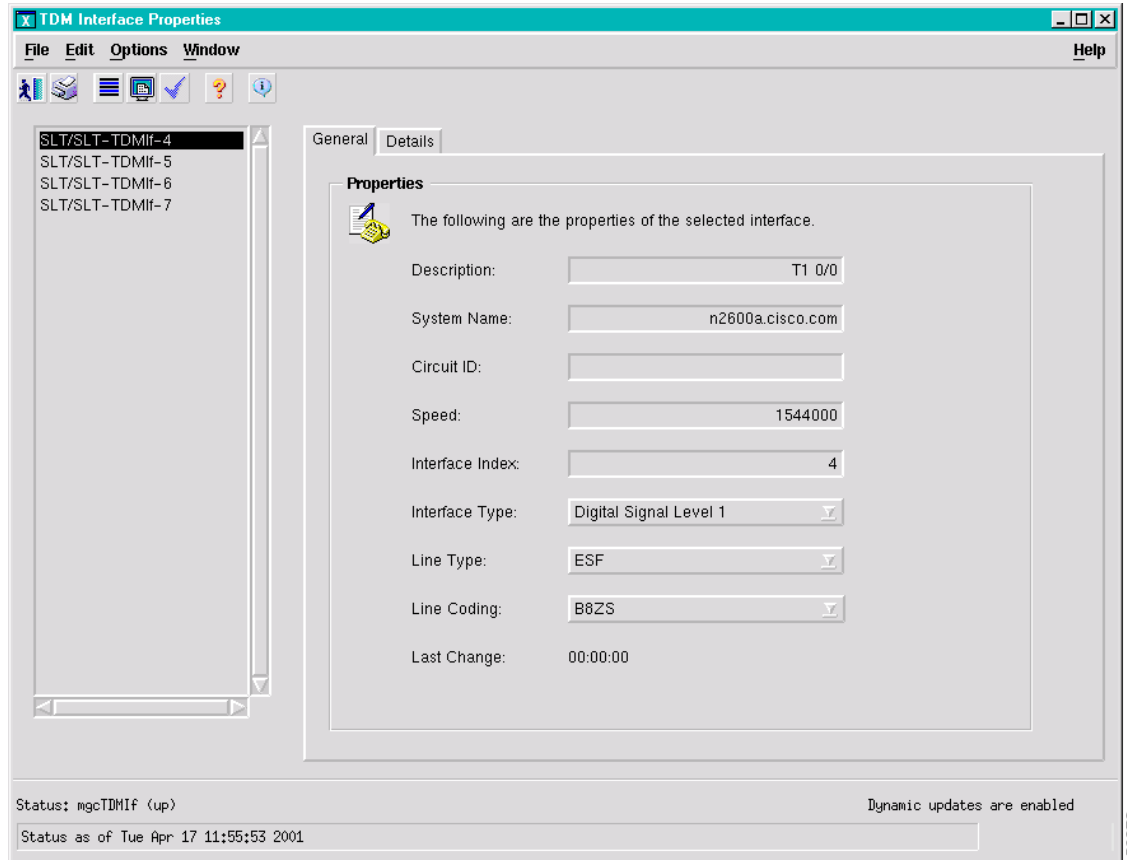 TDM Interface Properties
File Edit Options Window Help
SLT/SLT-TDMIf-4
SLT/SLT-TDMIf-5
SLT/SLT-TDMIf-6
SLT/SLT-TDMIf-7
General Details
Properties
The following are the properties of the selected interface.
Description: T1 0/0
System Name: n2600a.cisco.com
Circuit ID:
Speed: 1544000
Interface Index: 4
Interface Type: Digital Signal Level 1
Line Type: ESF
Line Coding: B8ZS
Last Change: 00:00:00
Status: mgcTDMIf (up) Dynamic updates are enabled
Status as of Tue Apr 17 11:55:53 2001